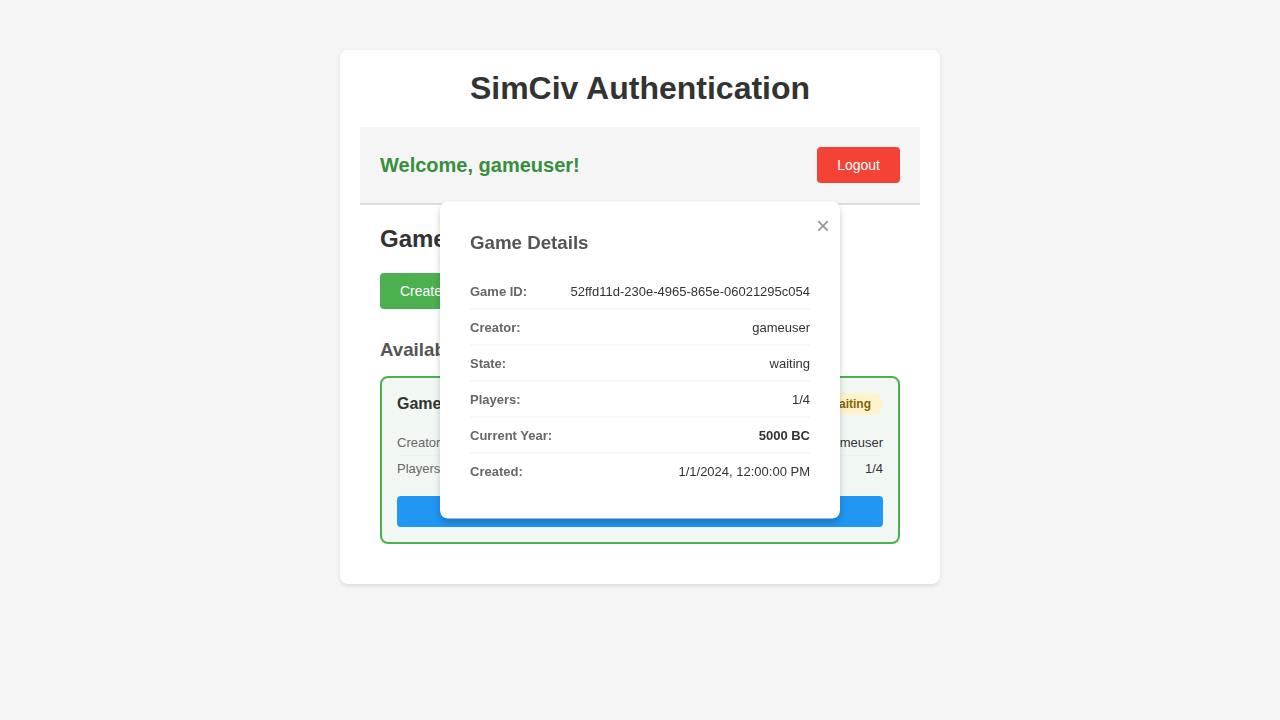 SimCiv Authentication
Welcome, gameuser!
Logout
Game
×
Game Details
Create
Game ID: 52ffd11d-230e-4965-865e-06021295c054
Creator: gameuser
State: waiting
Availab
Players: 1/4
Game
aiting
Current Year: 5000 BC
Creator
meuser
Created: 1/1/2024, 12:00:00 PM
Players
1/4